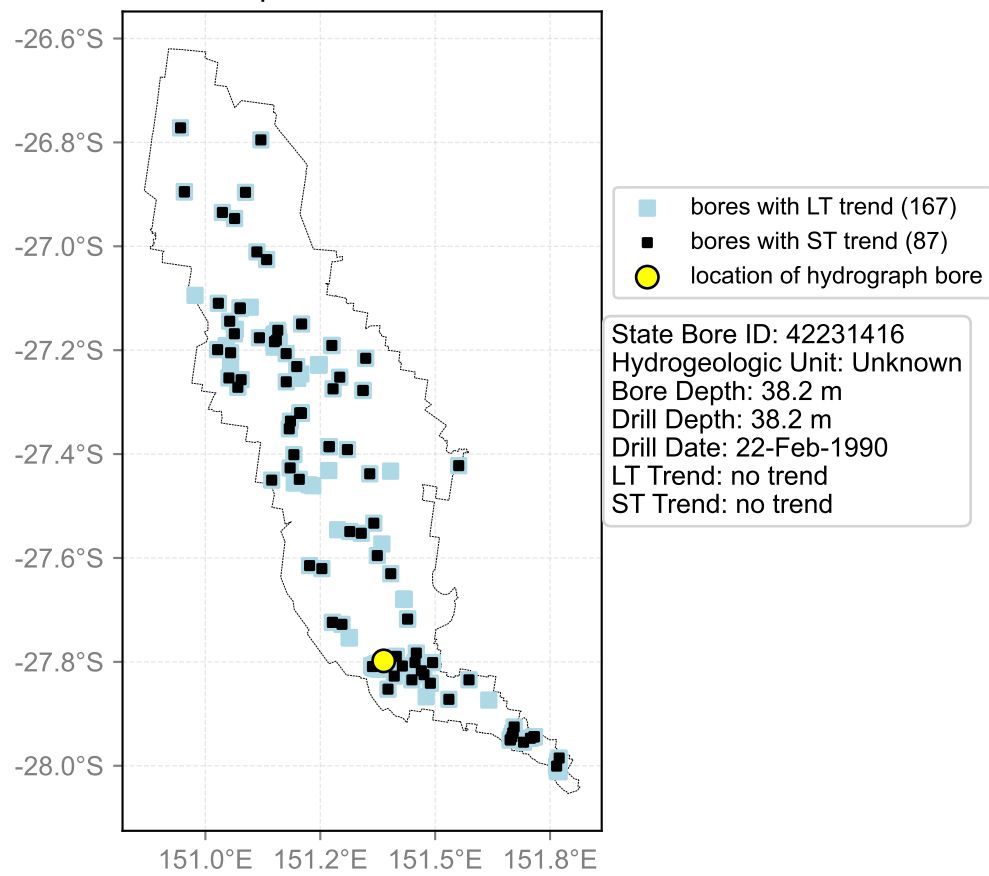 -26.6°S
-26.8°S
-27.0°S
-27.2°S
-27.4°S
-27.6°S
-27.8°S
-28.0°S
151.0°E
151.2°E
151.5°E
151.8°E
bores with LT trend (167)
bores with ST trend (87)
location of hydrograph bore
State Bore ID: 42231416
Hydrogeologic Unit: Unknown
Bore Depth: 38.2 m
Drill Depth: 38.2 m
Drill Date: 22-Feb-1990
LT Trend: no trend
ST Trend: no trend